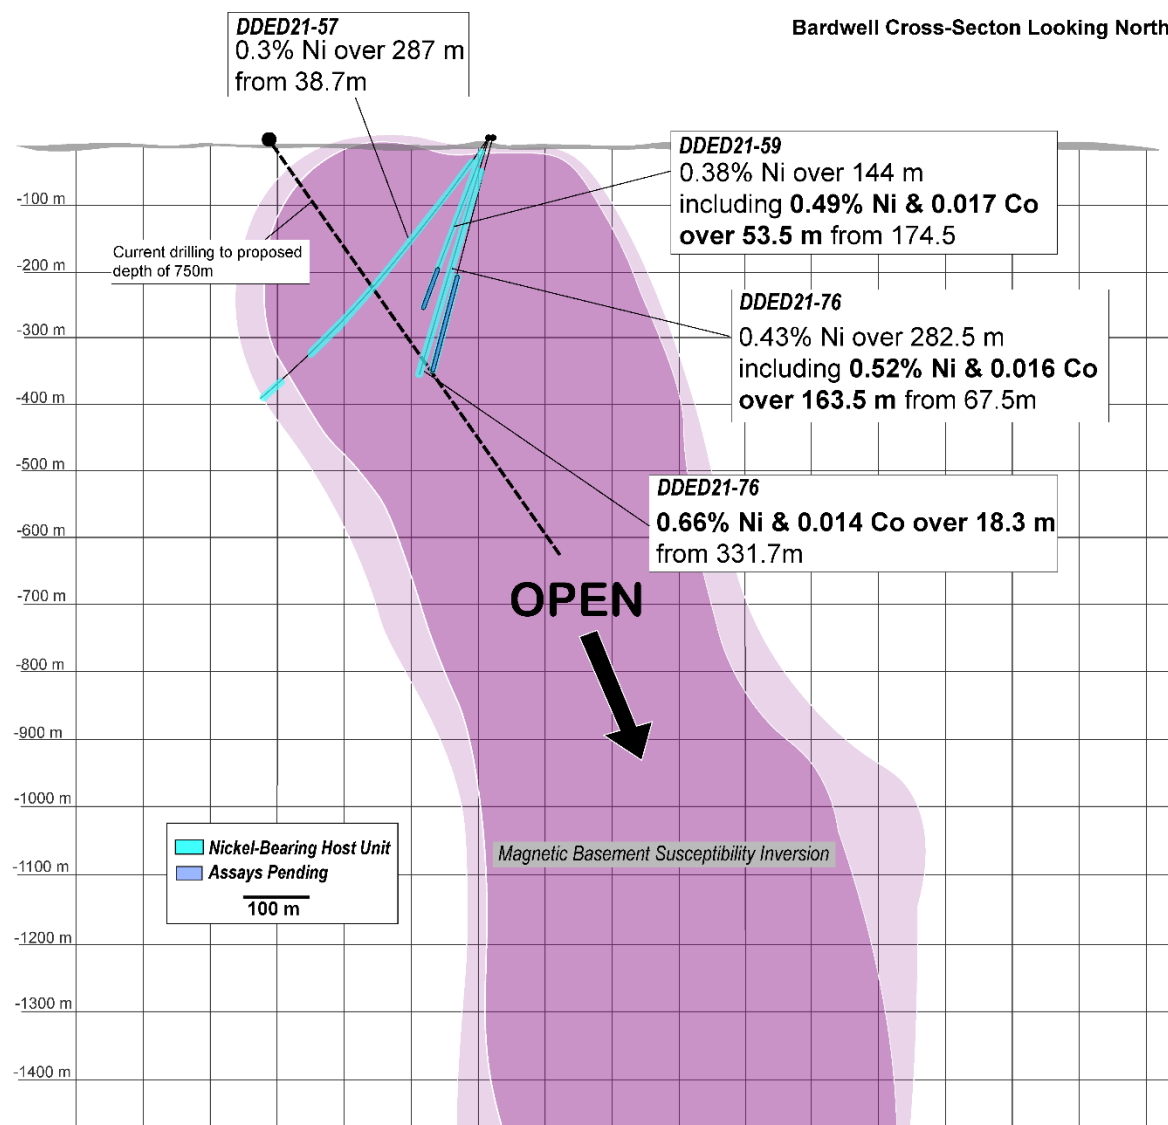 Bardwell Cross-Secton Looking North
DDED21-57
0.3% Ni over 287 m
from 38.7m
DDED21-59
0.38% Ni over 144 m
including 0.49% Ni & 0.017 Co
over 53.5 m from 174.5
Current drilling to proposed
depth of 750m
DDED21-76
0.43% Ni over 282.5 m
including 0.52% Ni & 0.016 Co
over 163.5 m from 67.5m
DDED21-76
0.66% Ni & 0.014 Co over 18.3 m
from 331.7m
-100 m
-200 m
-300 m
-400 m
-500 m
-600 m
-700 m
-800 m
-900 m
-1000 m
-1100 m
-1200 m
-1300 m
-1400 m
OPEN
Magnetic Basement Susceptibility Inversion
Nickel-Bearing Host Unit
Assays Pending
100 m